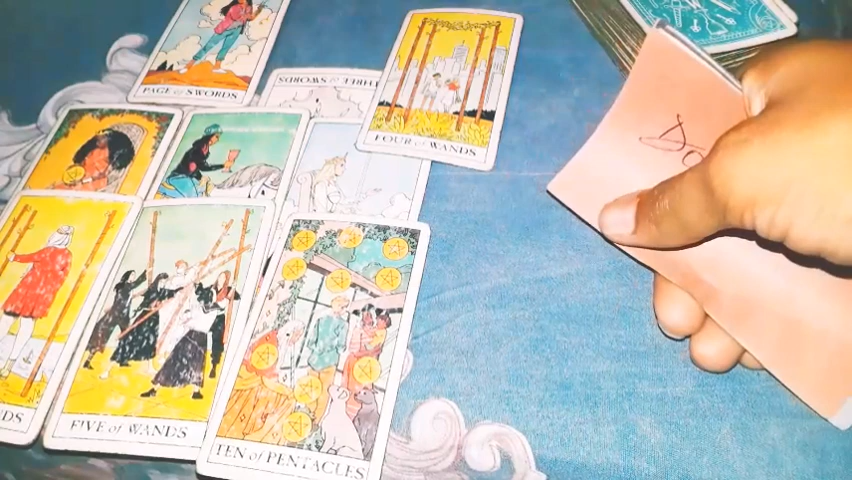 PAGE of SWORDS
THREE of SWORDS
FOUR of WANDS
FIVE of WANDS
TEN of PENTACLES